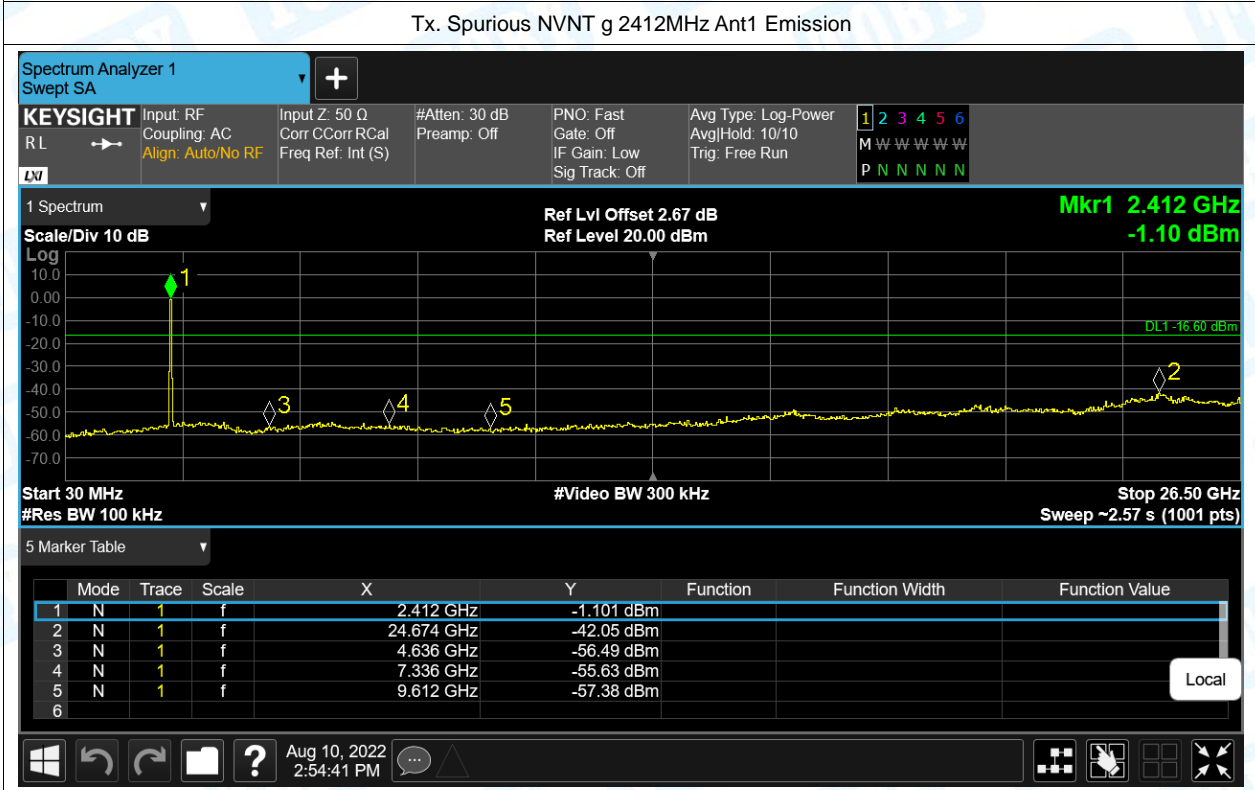 Tx. Spurious NVNT g 2412MHz Ant1 Emission
Spectrum Analyzer 1
Swept SA
KEYSIGHT
RL
LXI
Input: RF
Coupling: AC
Align: Auto/No RF
Input Z: 50 Ω
Corr CCorr RCal
Freq Ref: Int (S)
#Atten: 30 dB
Preamp: Off
PNO: Fast
Gate: Off
IF Gain: Low
Sig Track: Off
Avg Type: Log-Power
Avg|Hold: 10/10
Trig: Free Run
1 2 3 4 5 6
M W W W W W
P N N N N N
1 Spectrum
Scale/Div 10 dB
Ref Lvl Offset 2.67 dB
Ref Level 20.00 dBm
Mkr1 2.412 GHz
-1.10 dBm
Log
10.0
0.00
-10.0
-20.0
-30.0
-40.0
-50.0
-60.0
-70.0
1
DL1 -16.60 dBm
2
3
4
5
Start 30 MHz
#Video BW 300 kHz
Stop 26.50 GHz
#Res BW 100 kHz
Sweep ~2.57 s (1001 pts)
5 Marker Table
Mode Trace Scale X Y Function Function Width Function Value
1 N 1 f 2.412 GHz -1.101 dBm
2 N 1 f 24.674 GHz -42.05 dBm
3 N 1 f 4.636 GHz -56.49 dBm
4 N 1 f 7.336 GHz -55.63 dBm
5 N 1 f 9.612 GHz -57.38 dBm
6
Local
?
Aug 10, 2022
2:54:41 PM